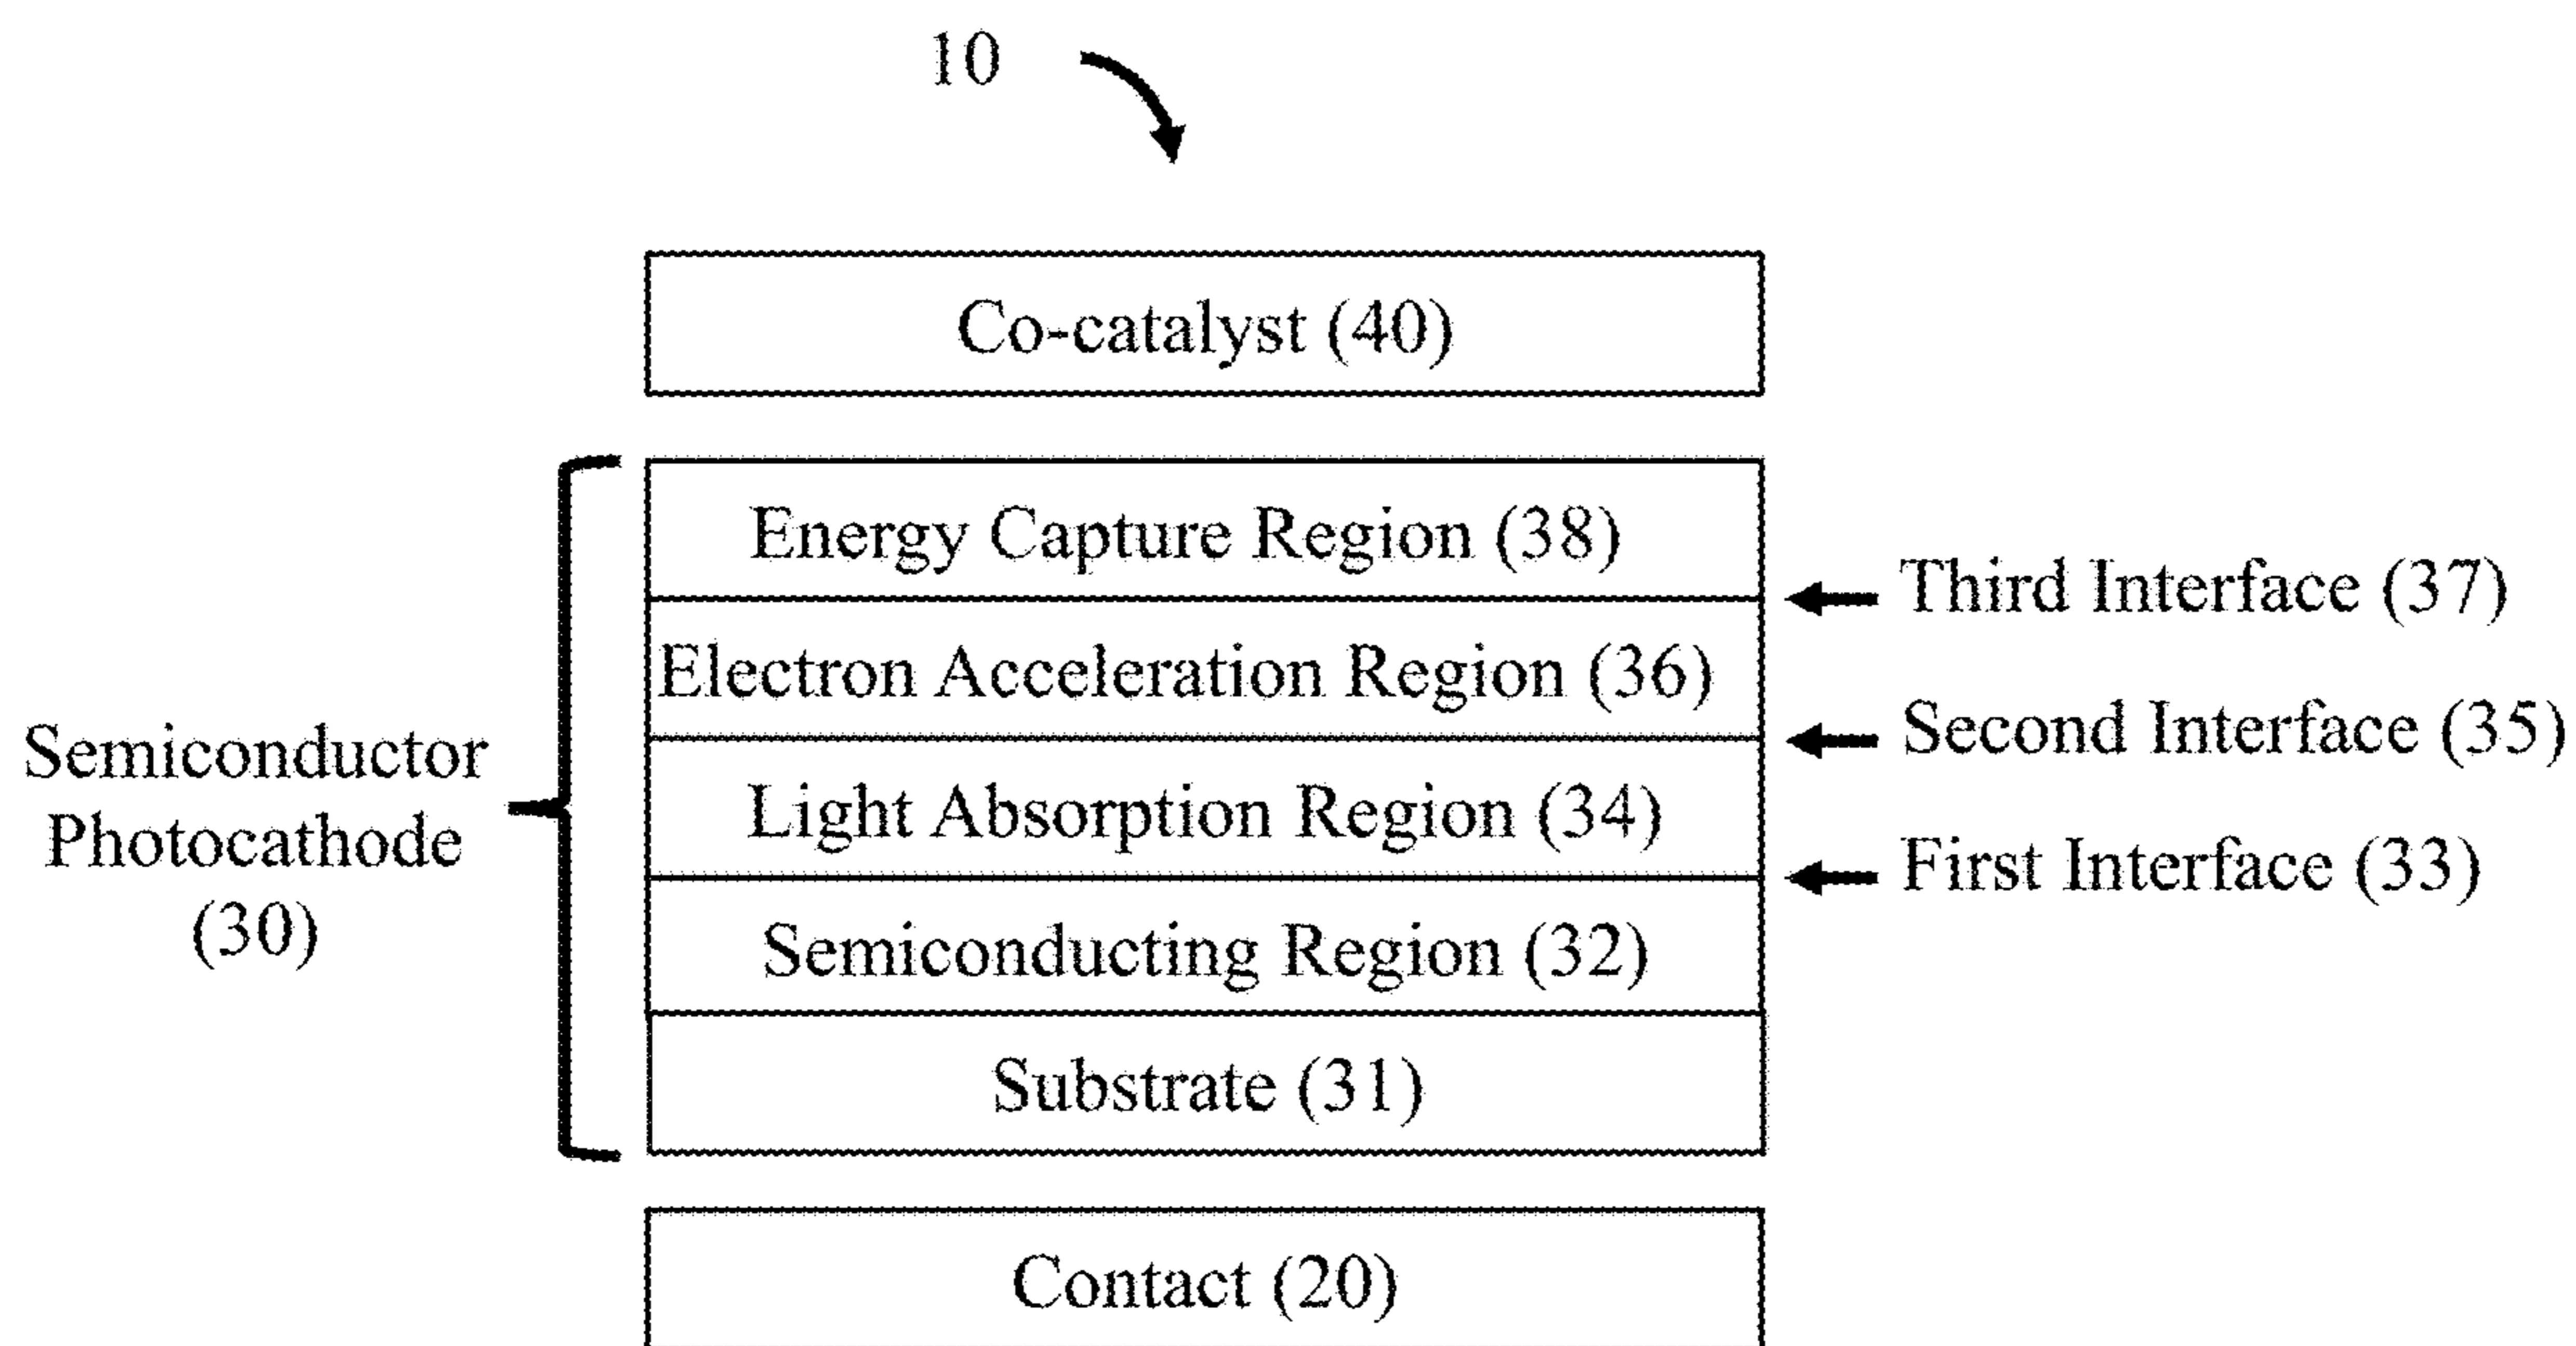 10
Co-catalyst (40)
Energy Capture Region (38)
Third Interface (37)
Electron Acceleration Region (36)
Second Interface (35)
Light Absorption Region (34)
First Interface (33)
Semiconducting Region (32)
Substrate (31)
Semiconductor
Photocathode
(30)
Contact (20)